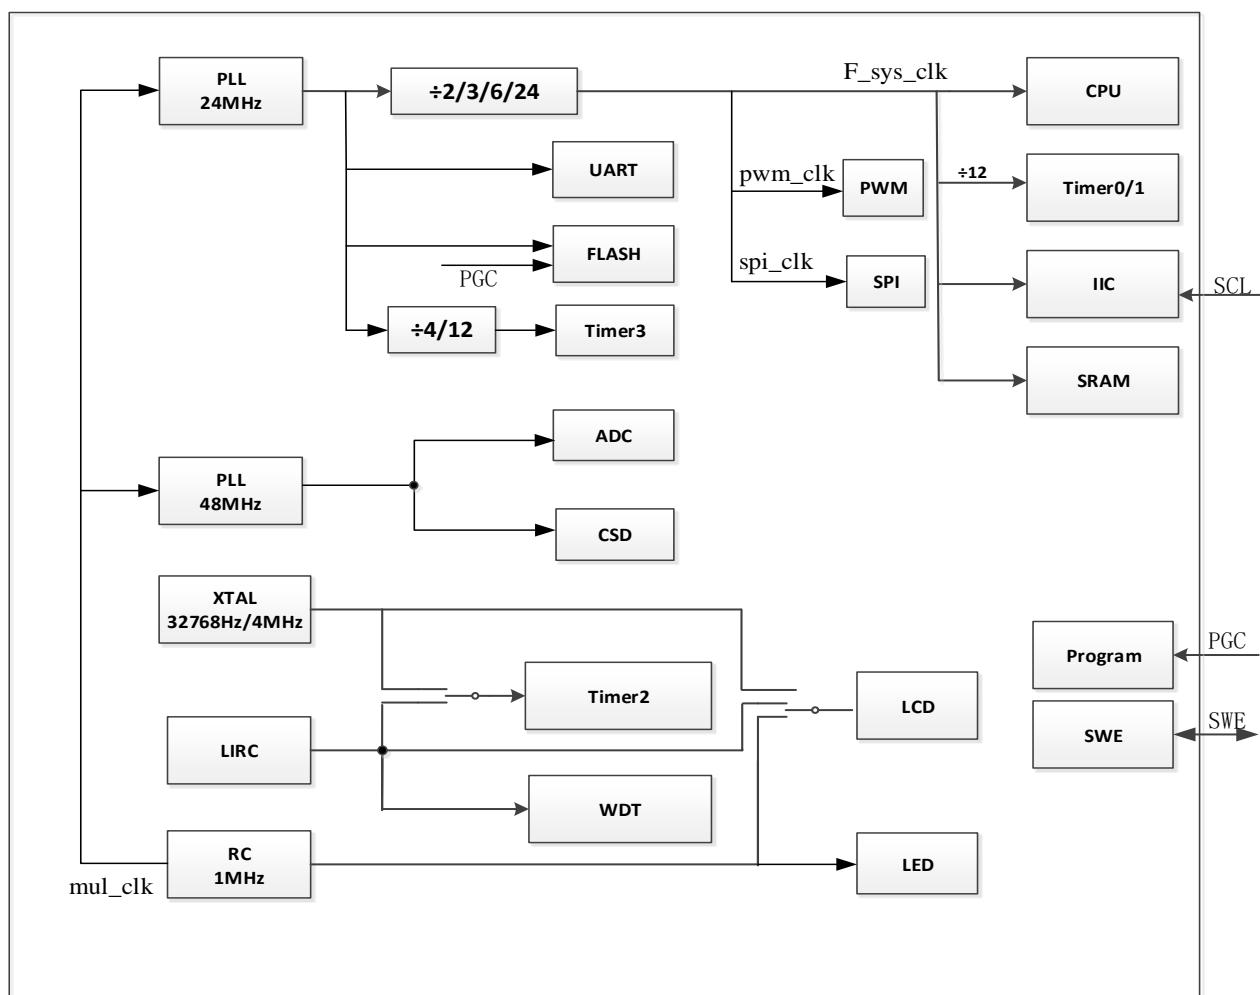 PLL
24MHz
÷2/3/6/24
F_sys_clk
CPU
UART
pwm_clk
PWM
÷12
Timer0/1
FLASH
PGC
spi_clk
SPI
IIC
SCL
÷4/12
Timer3
SRAM
ADC
PLL
48MHz
CSD
XTAL
32768Hz/4MHz
Program
PGC
Timer2
LCD
LIRC
SWE
SWE
WDT
RC
1MHz
LED
mul_clk